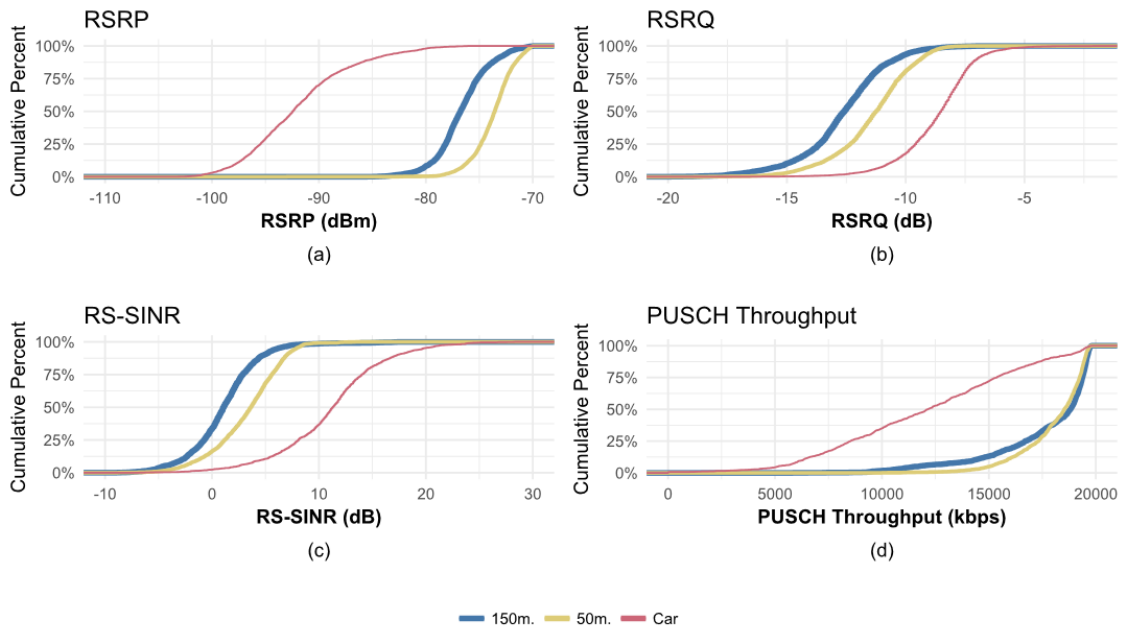 RSRP
Cumulative Percent
100%
75%
50%
25%
0%
-110 -100 -90 -80 -70
RSRP (dBm)
(a)
RSRQ
Cumulative Percent
100%
75%
50%
25%
0%
-20 -15 -10 -5
RSRQ (dB)
(b)
RS-SINR
Cumulative Percent
100%
75%
50%
25%
0%
-10 0 10 20 30
RS-SINR (dB)
(c)
PUSCH Throughput
Cumulative Percent
100%
75%
50%
25%
0%
0 5000 10000 15000 20000
PUSCH Throughput (kbps)
(d)
150m. 50m. Car